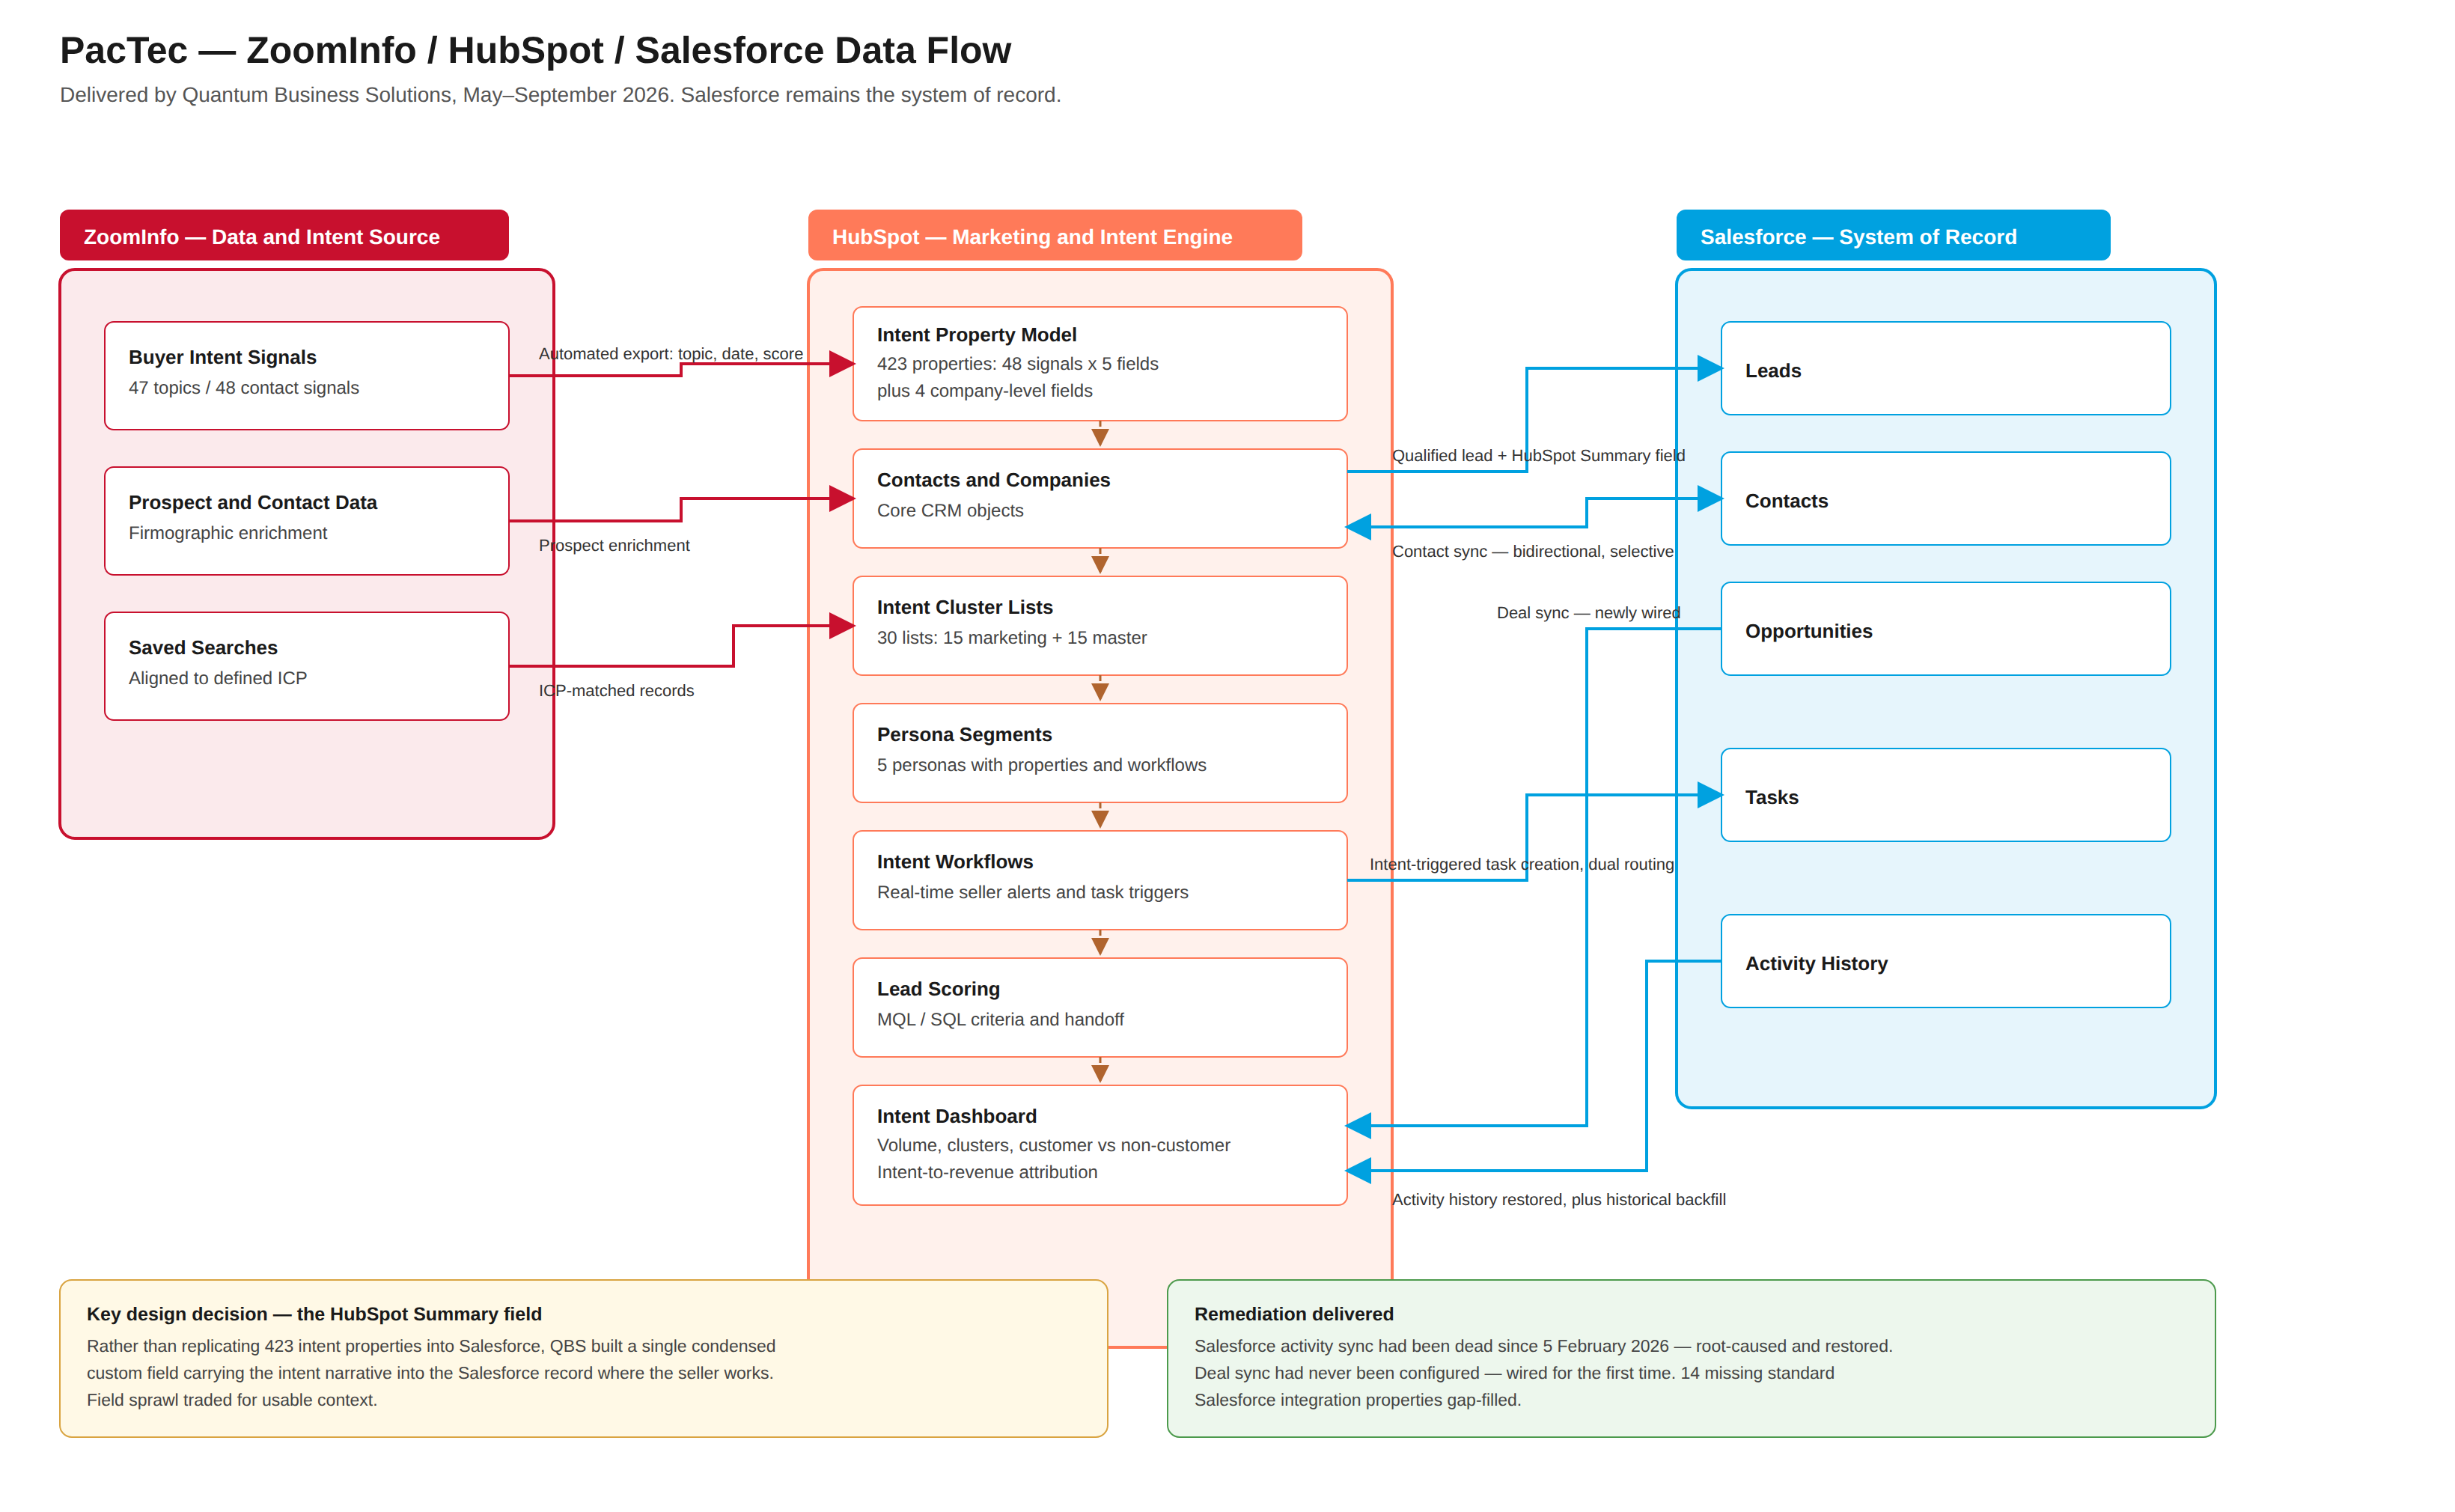 PacTec — ZoomInfo / HubSpot / Salesforce Data Flow
Delivered by Quantum Business Solutions, May–September 2026. Salesforce remains the system of record.
ZoomInfo — Data and Intent Source
Buyer Intent Signals
47 topics / 48 contact signals
Prospect and Contact Data
Firmographic enrichment
Saved Searches
Aligned to defined ICP
Automated export: topic, date, score
Prospect enrichment
ICP-matched records
HubSpot — Marketing and Intent Engine
Intent Property Model
423 properties: 48 signals x 5 fields
plus 4 company-level fields
Contacts and Companies
Core CRM objects
Intent Cluster Lists
30 lists: 15 marketing + 15 master
Persona Segments
5 personas with properties and workflows
Intent Workflows
Real-time seller alerts and task triggers
Lead Scoring
MQL / SQL criteria and handoff
Intent Dashboard
Volume, clusters, customer vs non-customer
Intent-to-revenue attribution
Qualified lead + HubSpot Summary field
Contact sync — bidirectional, selective
Deal sync — newly wired
Intent-triggered task creation, dual routing
Activity history restored, plus historical backfill
Salesforce — System of Record
Leads
Contacts
Opportunities
Tasks
Activity History
Key design decision — the HubSpot Summary field
Rather than replicating 423 intent properties into Salesforce, QBS built a single condensed
custom field carrying the intent narrative into the Salesforce record where the seller works.
Field sprawl traded for usable context.
Remediation delivered
Salesforce activity sync had been dead since 5 February 2026 — root-caused and restored.
Deal sync had never been configured — wired for the first time. 14 missing standard
Salesforce integration properties gap-filled.